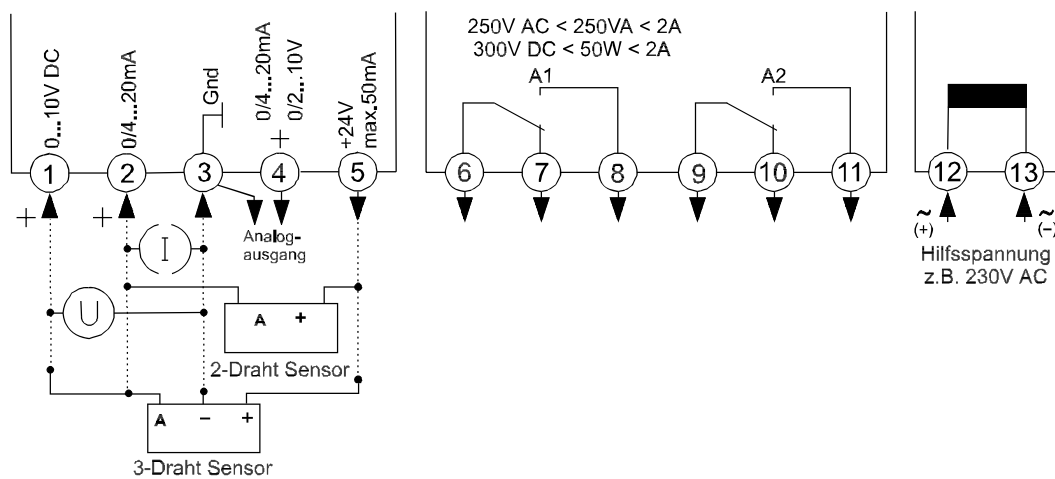 0...10V DC
0/4...20mA
Gnd
0/4...20mA
0/2...10V
+
+24V
max.50mA
1
2
3
4
5
+
+
Analog-
ausgang
I
U
A +
2-Draht Sensor
A – +
3-Draht Sensor
250V AC < 250VA < 2A
300V DC < 50W < 2A
A1
A2
6
7
8
9
10
11
12
13
~
(+)
~
(–)
Hilfsspannung
z.B. 230V AC